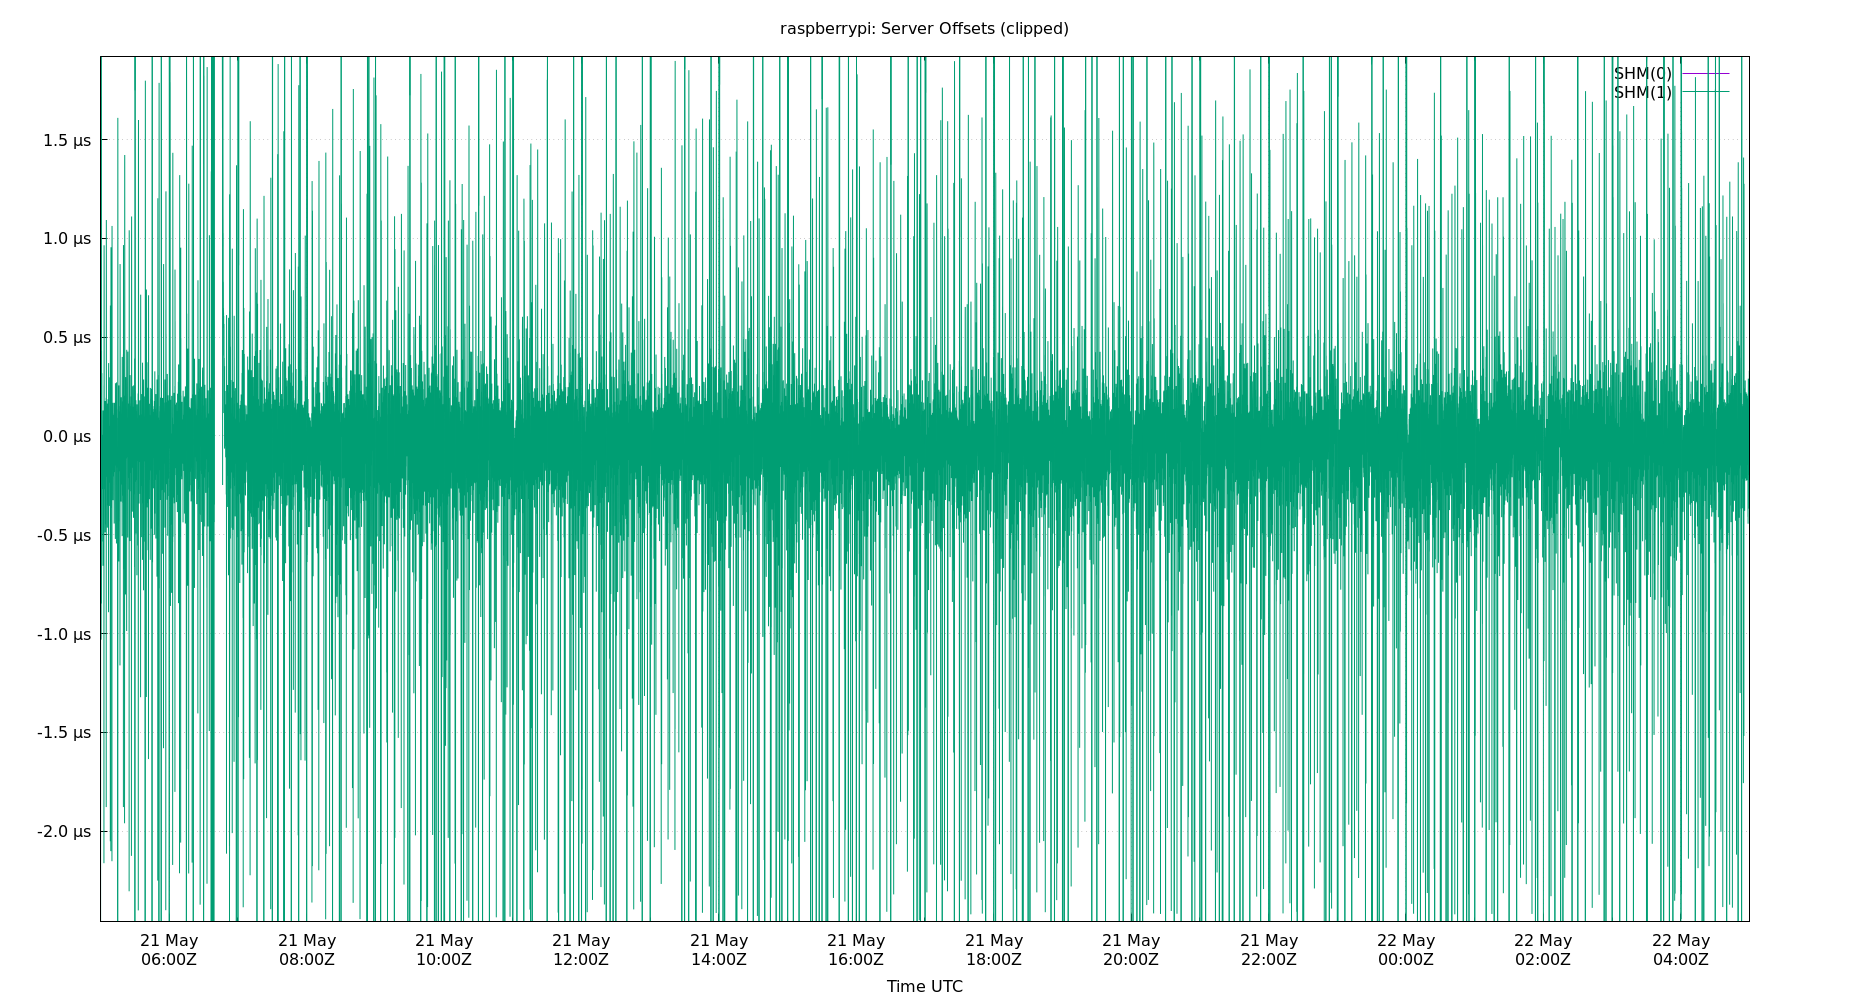 raspberrypi: Server Offsets (clipped)
SHM(0)
SHM(1)
1.5 µs
1.0 µs
0.5 µs
0.0 µs
-0.5 µs
-1.0 µs
-1.5 µs
-2.0 µs
21 May 21 May 21 May 21 May 21 May 21 May 21 May 21 May 21 May 22 May 22 May 22 May
06:00Z 08:00Z 10:00Z 12:00Z 14:00Z 16:00Z 18:00Z 20:00Z 22:00Z 00:00Z 02:00Z 04:00Z
Time UTC